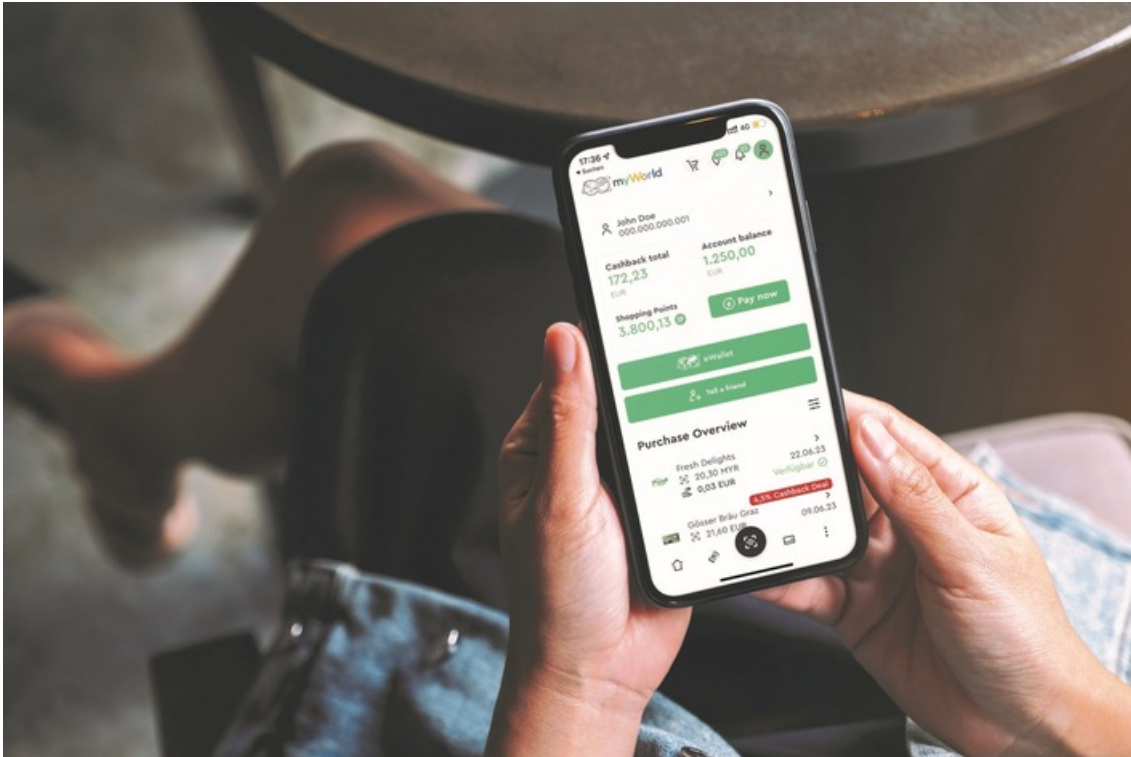 17:36
4G
◂ Suchen
myWorld
John Doe
000.000.000.001
Cashback total
172,23
EUR
Account balance
1.250,00
EUR
Shopping Points
3.800,13
Pay now
eWallet
Tell a friend
Purchase Overview
Fresh Delights
20,30 MYR
0,03 EUR
22.06.23
Verfügbar
4,5% Cashback Deal
Gösser Bräu Graz
21,60 EUR
09.06.23